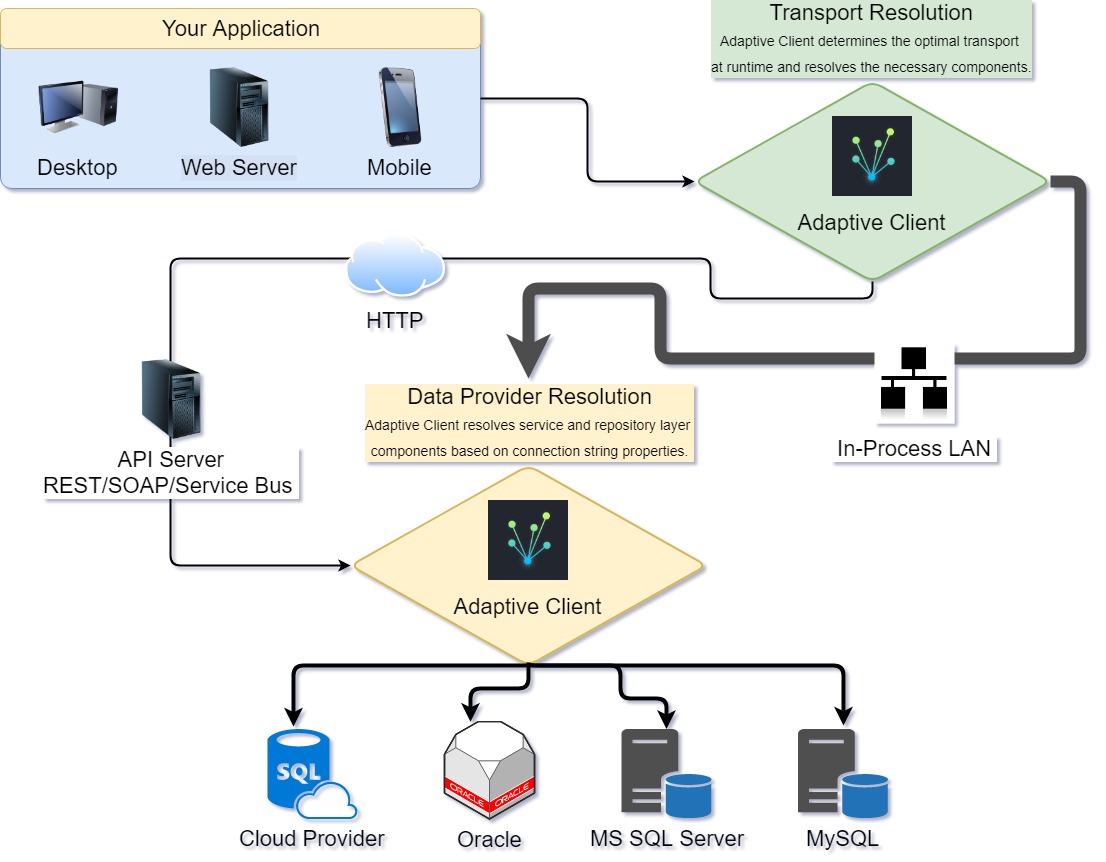 Your Application
Desktop
Web Server
Mobile
Transport Resolution
Adaptive Client determines the optimal transport
at runtime and resolves the necessary components.
Adaptive Client
HTTP
In-Process LAN
API Server
REST/SOAP/Service Bus
Data Provider Resolution
Adaptive Client resolves service and repository layer
components based on connection string properties.
Adaptive Client
SQL
Cloud Provider
ORACLE
ORACLE
Oracle
MS SQL Server
MySQL